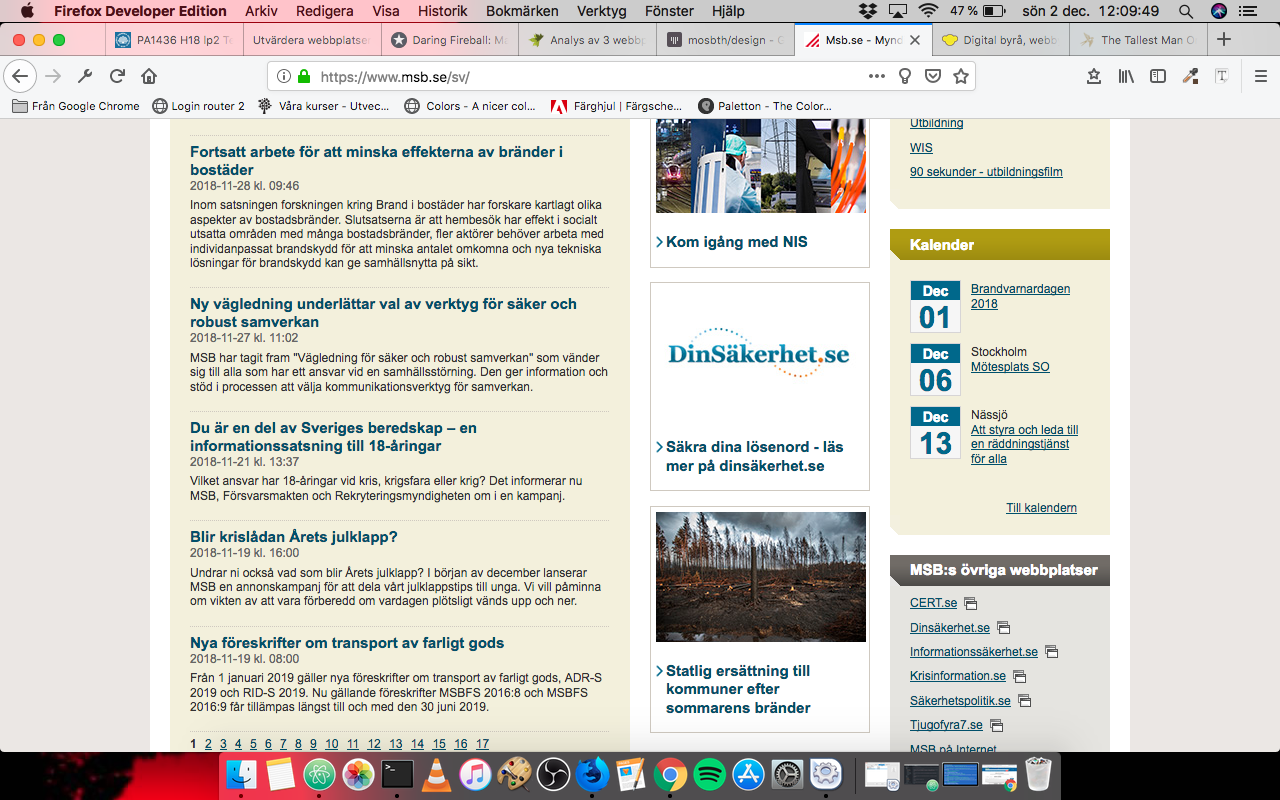 Firefox Developer Edition Arkiv Redigera Visa Historik Bokmärken Verktyg Fönster Hjälp 47 % sön 2 dec. 12:09:49
PA1436 H18 lp2
Utvärdera webbplatser
Daring Fireball:
Analys av 3 webbp
mosbth/design -
Msb.se - Mynd
Digital byrå, webb
The Tallest Man
https://www.msb.se/sv/
Från Google Chrome Login router 2 Våra kurser - Utvec... Colors - A nicer col... Färghjul | Färgsche... Paletton - The Color...
Fortsatt arbete för att minska effekterna av bränder i
bostäder
2018-11-28 kl. 09:46
Inom satsningen forskningen kring Brand i bostäder har forskare kartlagt olika
aspekter av bostadsbränder. Slutsatserna är att hembesök har effekt i socialt
utsatta områden med många bostadsbränder, fler aktörer behöver arbeta med
individanpassat brandskydd för att minska antalet omkomna och nya tekniska
lösningar för brandskydd kan ge samhällsnytta på sikt.
Ny vägledning underlättar val av verktyg för säker och
robust samverkan
2018-11-27 kl. 11:02
MSB har tagit fram "Vägledning för säker och robust samverkan" som vänder
sig till alla som har ett ansvar vid en samhällsstörning. Den ger information och
stöd i processen att välja kommunikationsverktyg för samverkan.
Du är en del av Sveriges beredskap – en
informationssatsning till 18-åringar
2018-11-21 kl. 13:37
Vilket ansvar har 18-åringar vid kris, krigsfara eller krig? Det informerar nu
MSB, Försvarsmakten och Rekryteringsmyndigheten om i en kampanj.
Blir krislådan Årets julklapp?
2018-11-19 kl. 16:00
Undrar ni också vad som blir Årets julklapp? I början av december lanserar
MSB en annonskampanj för att dela vårt julklappstips till unga. Vi vill påminna
om vikten av att vara förberedd om vardagen plötsligt vänds upp och ner.
Nya föreskrifter om transport av farligt gods
2018-11-19 kl. 08:00
Från 1 januari 2019 gäller nya föreskrifter om transport av farligt gods, ADR-S
2019 och RID-S 2019. Nu gällande föreskrifter MSBFS 2016:8 och MSBFS
2016:9 får tillämpas längst till och med den 30 juni 2019.
1 2 3 4 5 6 7 8 9 10 11 12 13 14 15 16 17
Kom igång med NIS
DinSäkerhet.se
Säkra dina lösenord - läs
mer på dinsäkerhet.se
Statlig ersättning till
kommuner efter
sommarens bränder
Utbildning
WIS
90 sekunder - utbildningsfilm
Kalender
Dec
01
Brandvarnardagen
2018
Dec
06
Stockholm
Mötesplats SO
Dec
13
Nässjö
Att styra och leda till
en räddningstjänst
för alla
Till kalendern
MSB:s övriga webbplatser
CERT.se
Dinsäkerhet.se
Informationssäkerhet.se
Krisinformation.se
Säkerhetspolitik.se
Tjugofyra7.se
MSB på Internet